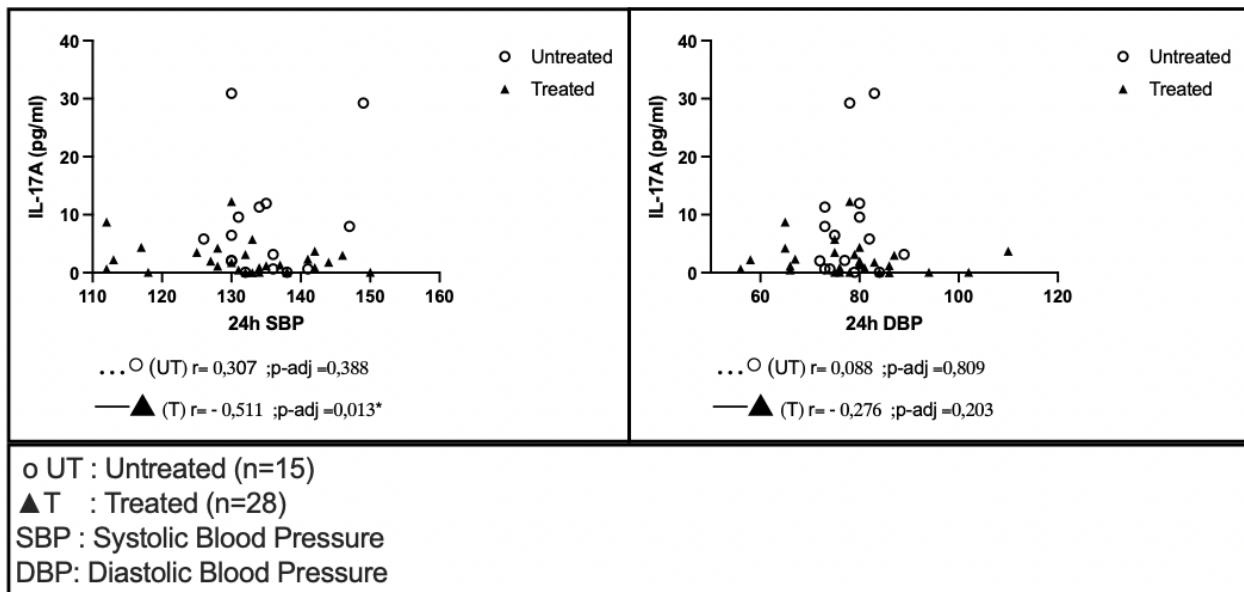 40
30
20
10
0
IL-17A (pg/ml)
110 120 130 140 150 160
24h SBP
o Untreated
▲ Treated
...○ (UT) r= 0,307 ;p-adj =0,388
—▲ (T) r= - 0,511 ;p-adj =0,013*
40
30
20
10
0
IL-17A (pg/ml)
60 80 100 120
24h DBP
o Untreated
▲ Treated
...○ (UT) r= 0,088 ;p-adj =0,809
—▲ (T) r= - 0,276 ;p-adj =0,203
o UT : Untreated (n=15)
▲T : Treated (n=28)
SBP : Systolic Blood Pressure
DBP: Diastolic Blood Pressure